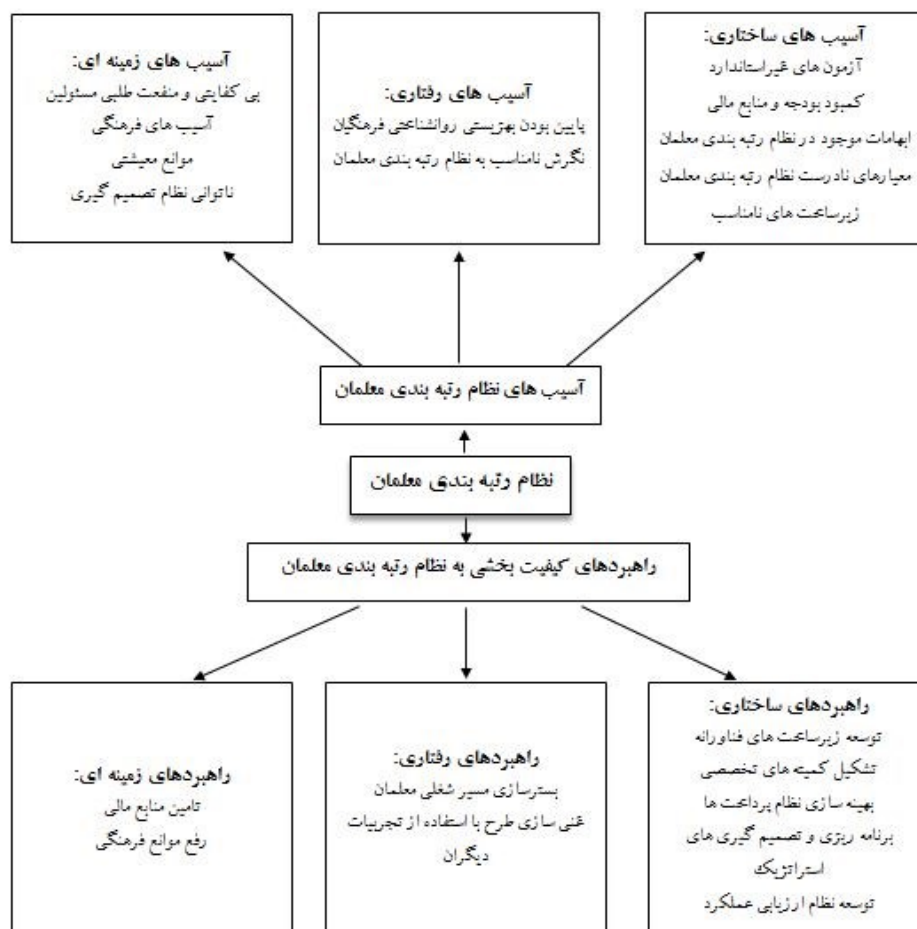 آسیب های ساختاری:
آزمون های غیراستاندارد
کمبود بودجه و منابع مالی
ابهامات موجود در نظام رتبه بندی معلمان
معیارهای نادرست نظام رتبه بندی معلمان
زیرساخت های نامناسب
آسیب های رفتاری:
پایین بودن بهزیستی روانشناختی فرهنگیان
نگرش نامناسب به نظام رتبه بندی معلمان
آسیب های زمینه ای:
بی کفایتی و منفعت طلبی مسئولین
آسیب های فرهنگی
موانع معیشتی
ناتوانی نظام تصمیم گیری
آسیب های نظام رتبه بندی معلمان
نظام رتبه بندی معلمان
راهبردهای کیفیت بخشی به نظام رتبه بندی معلمان
راهبردهای ساختاری:
توسعه زیرساخت های فناورانه
تشکیل کمیته های تخصصی
بهینه سازی نظام پرداخت ها
برنامه ریزی و تصمیم گیری های
استراتژیک
توسعه نظام ارزیابی عملکرد
راهبردهای رفتاری:
بسترسازی مسیر شغلی معلمان
غنی سازی طرح با استفاده از تجربیات
دیگران
راهبردهای زمینه ای:
تامین منابع مالی
رفع موانع فرهنگی